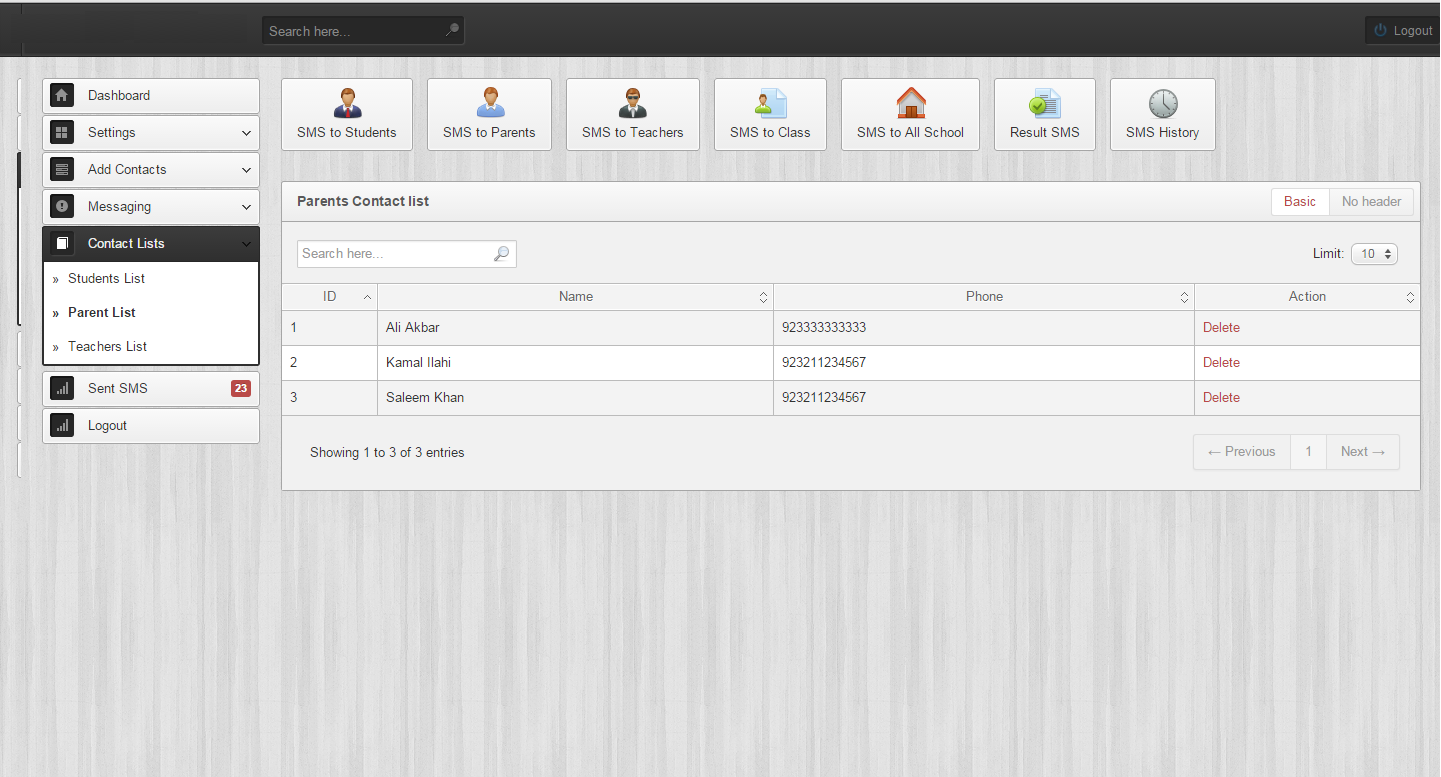 Search here...
Logout
Dashboard
Settings
Add Contacts
Messaging
Contact Lists
» Students List
» Parent List
» Teachers List
Sent SMS 23
Logout
SMS to Students
SMS to Parents
SMS to Teachers
SMS to Class
SMS to All School
Result SMS
SMS History
Parents Contact list
Basic No header
Search here...
Limit: 10
ID Name Phone Action
1 Ali Akbar 923333333333 Delete
2 Kamal Ilahi 923211234567 Delete
3 Saleem Khan 923211234567 Delete
Showing 1 to 3 of 3 entries
← Previous 1 Next →